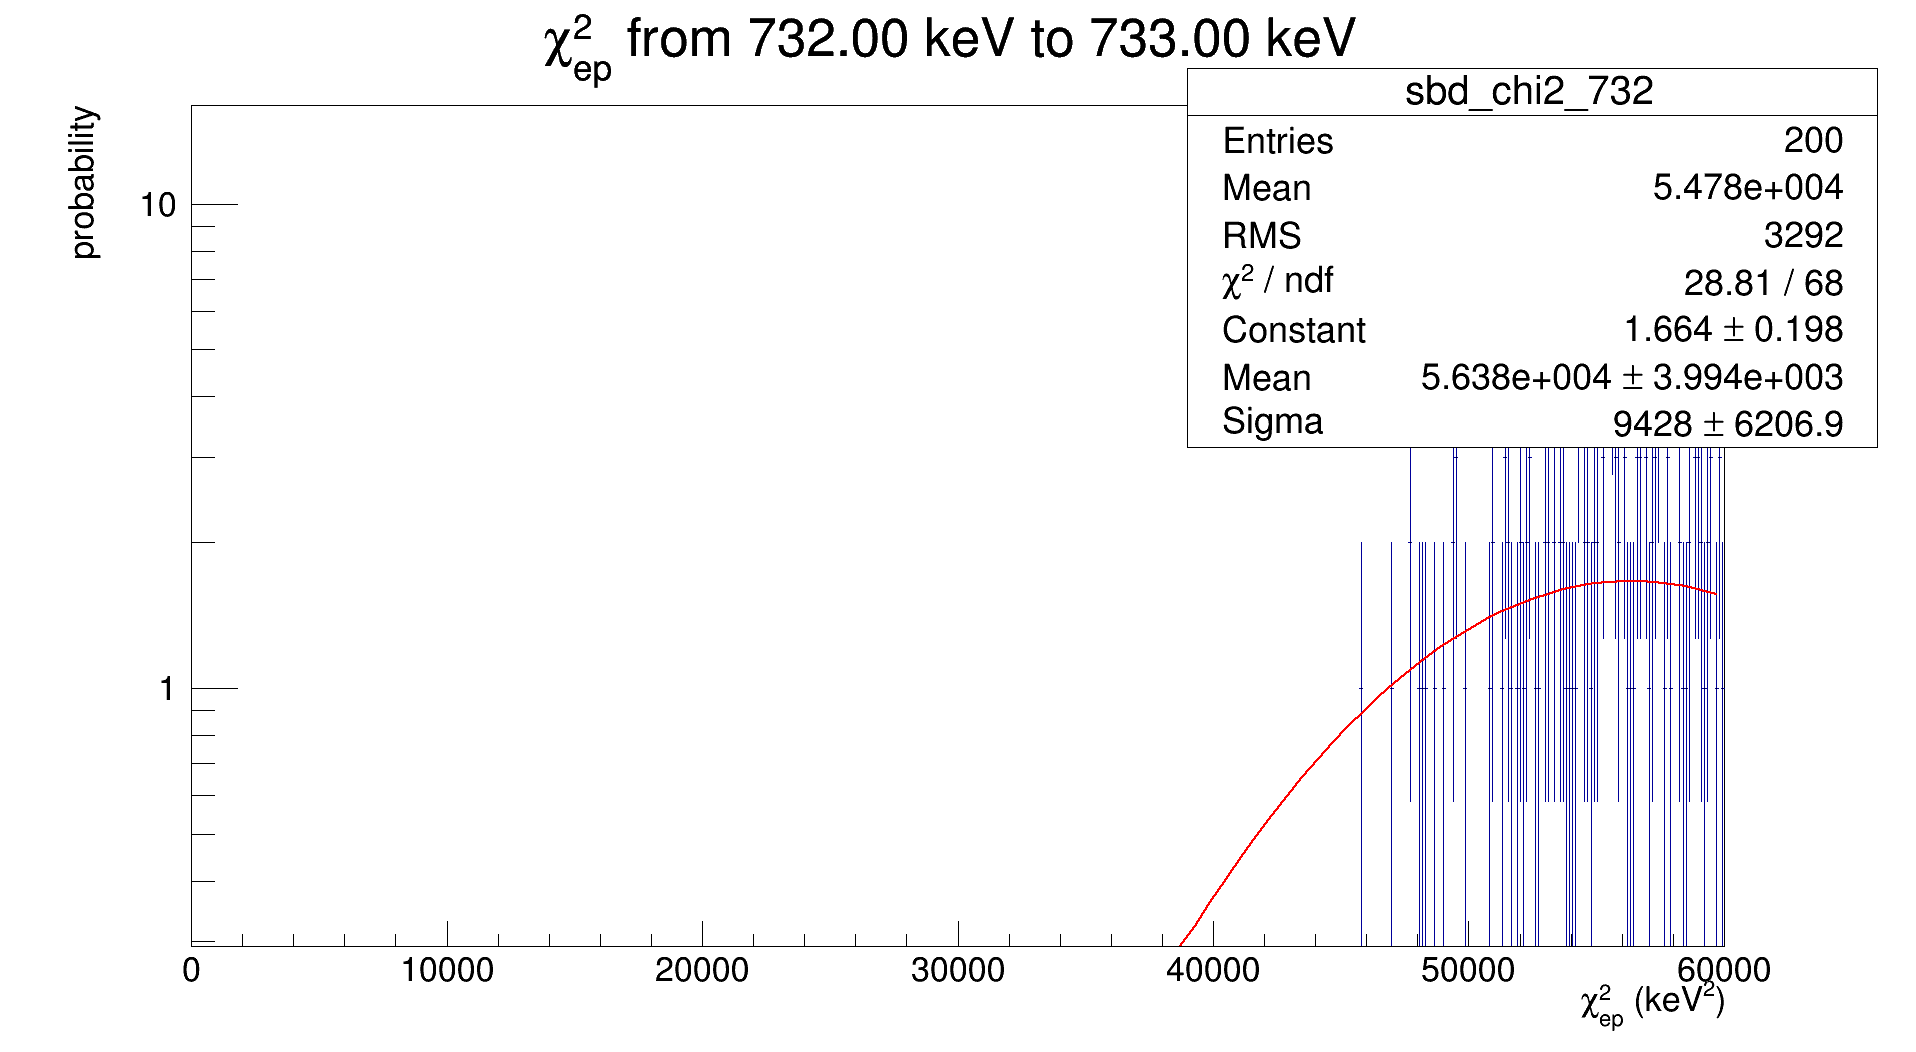 χ²ep from 732.00 keV to 733.00 keV
sbd_chi2_732
Entries 200
Mean 5.478e+004
RMS 3292
χ² / ndf 28.81 / 68
Constant 1.664 ± 0.198
Mean 5.638e+004 ± 3.994e+003
Sigma 9428 ± 6206.9
probability
10
1
0 10000 20000 30000 40000 50000 60000
χ²ep (keV²)